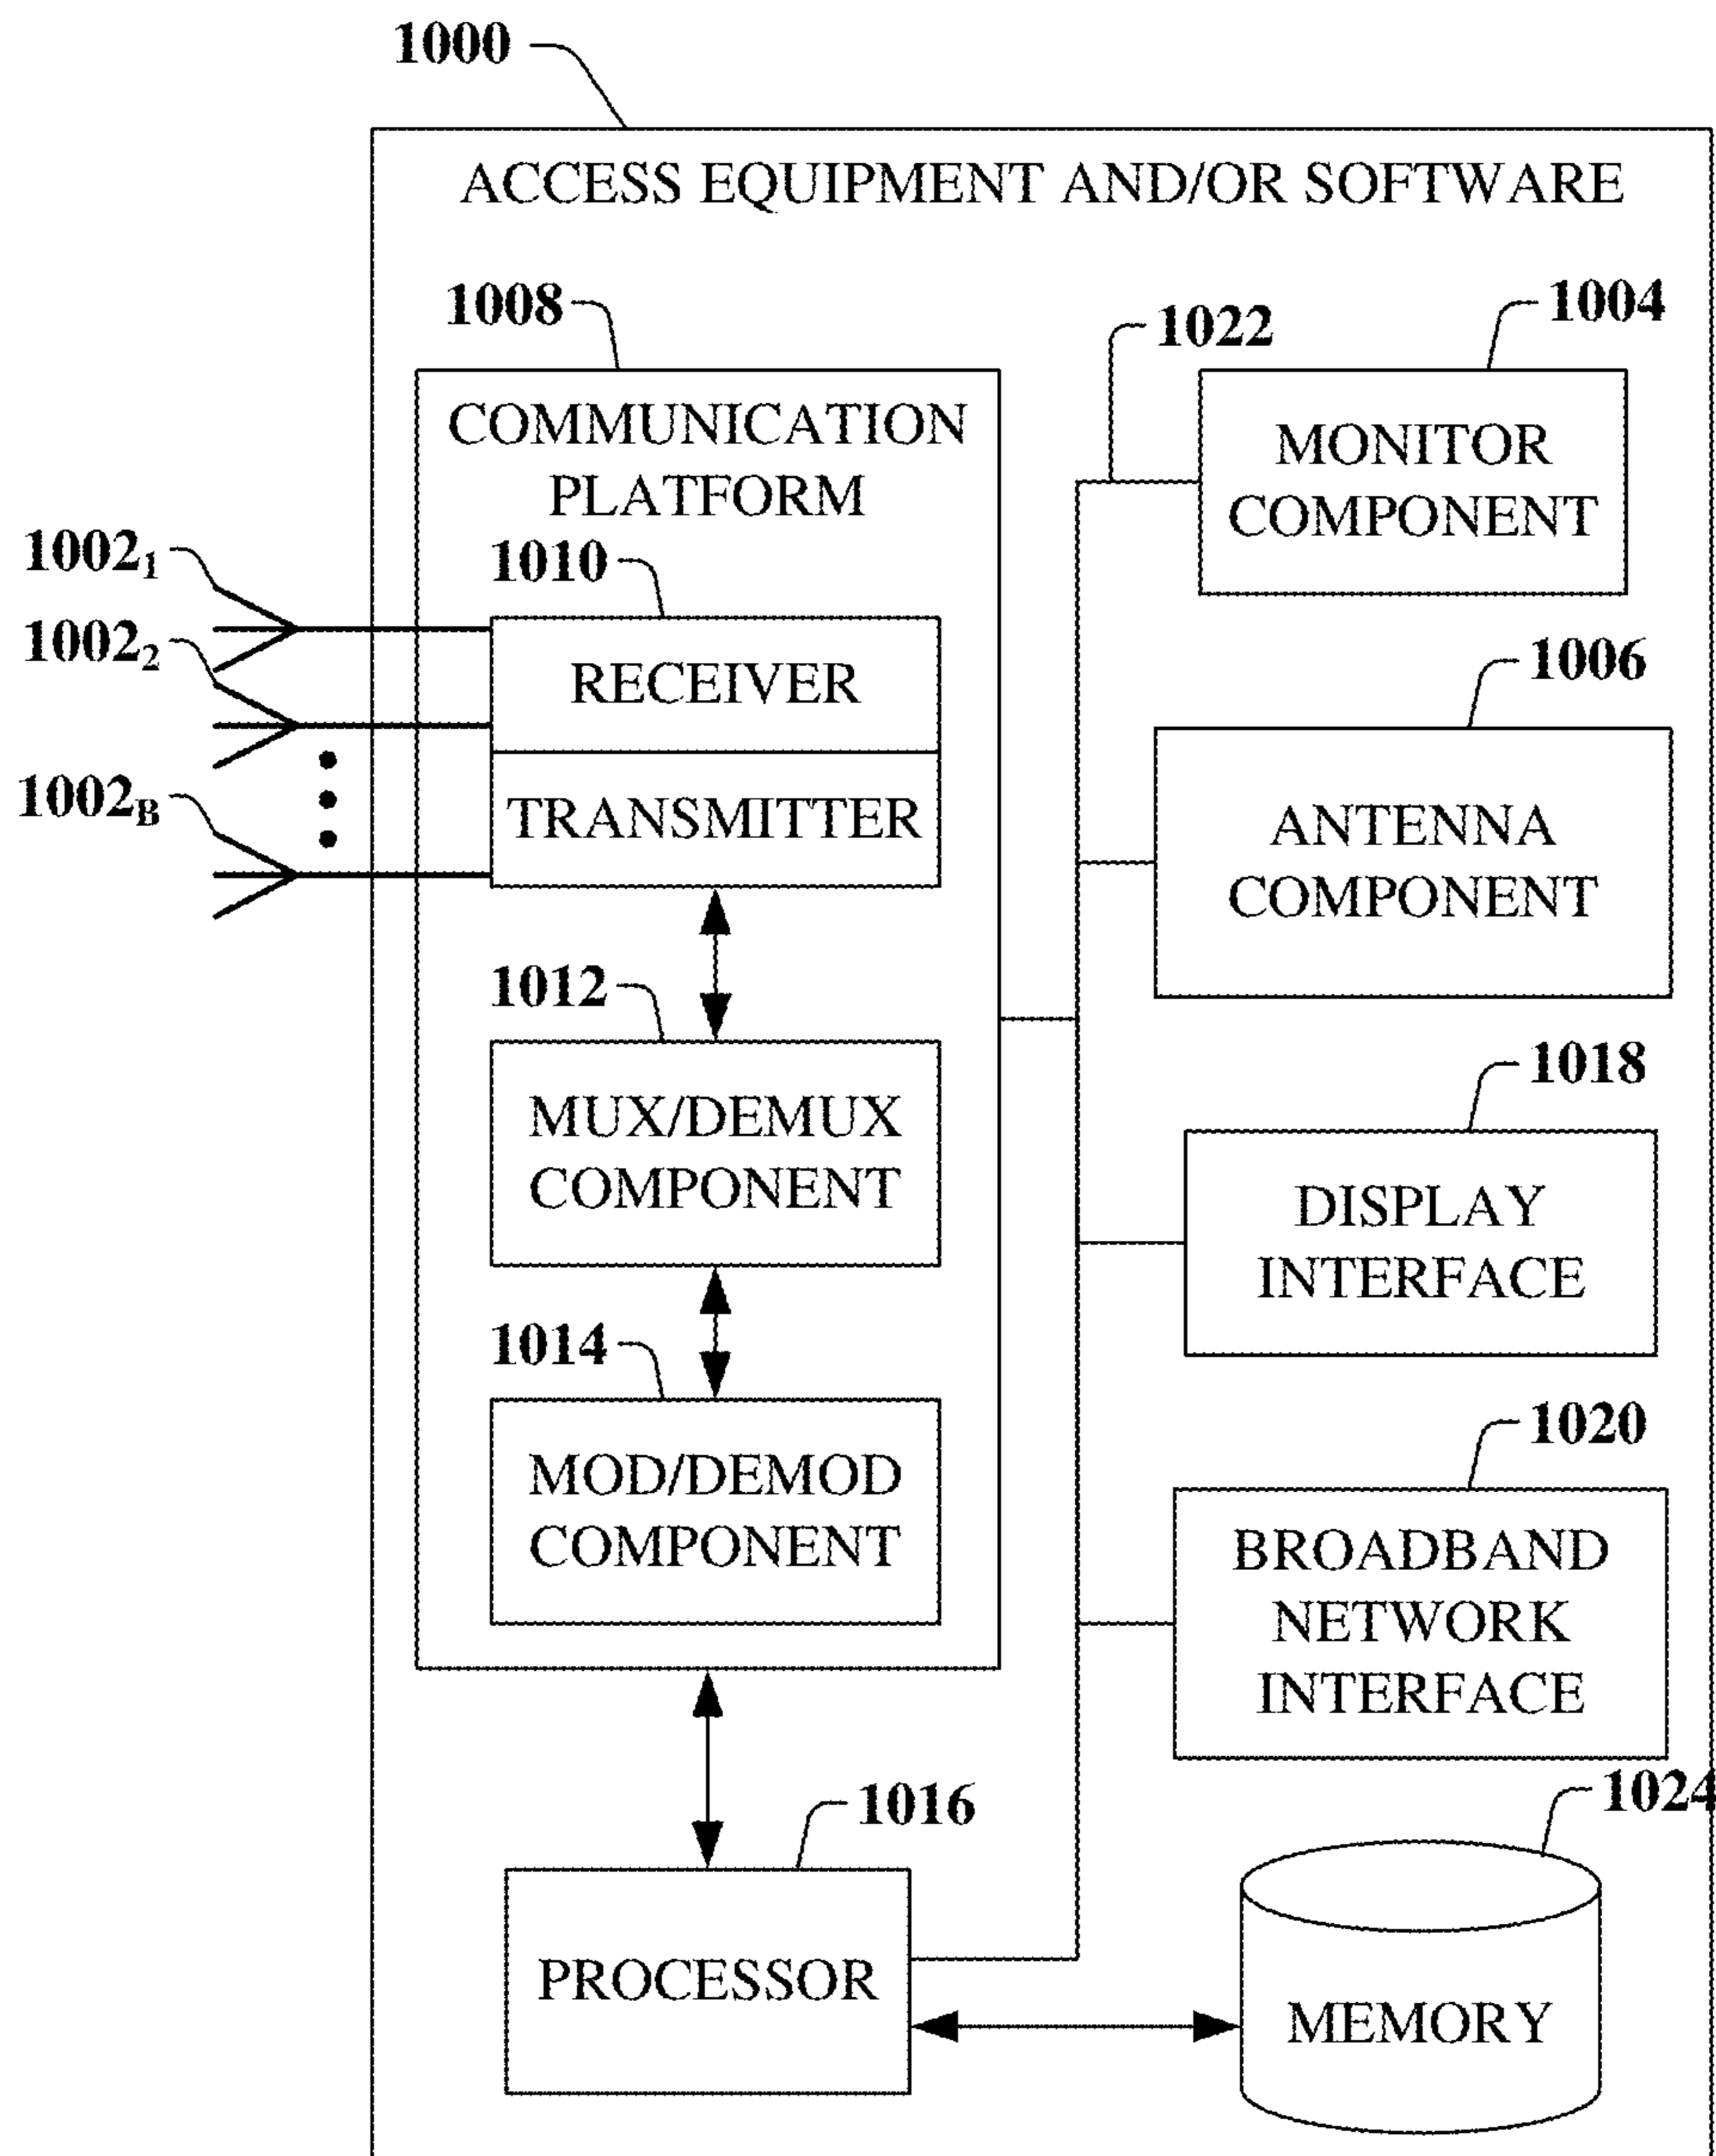 1000
ACCESS EQUIPMENT AND/OR SOFTWARE
1008
1022
1004
COMMUNICATION
PLATFORM
MONITOR
COMPONENT
1002₁
1010
1002₂
RECEIVER
1006
1002_B
TRANSMITTER
ANTENNA
COMPONENT
1012
MUX/DEMUX
COMPONENT
1018
DISPLAY
INTERFACE
1014
MOD/DEMOD
COMPONENT
1020
BROADBAND
NETWORK
INTERFACE
1016
PROCESSOR
1024
MEMORY